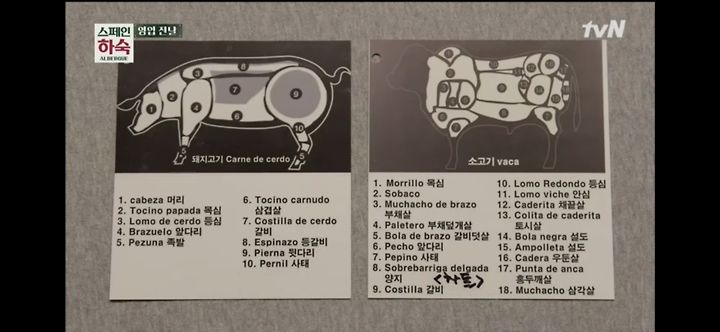 스페인
하숙
ALBERGUE
영업 전날
tvN
돼지고기 Carne de cerdo
1. cabeza 머리
2. Tocino papada 목심
3. Lomo de cerdo 등심
4. Brazuelo 앞다리
5. Pezuna 족발
6. Tocino carnudo
삼겹살
7. Costilla de cerdo
갈비
8. Espinazo 등갈비
9. Pierna 뒷다리
10. Pernil 사태
소고기 vaca
1. Morrillo 목심
2. Sobaco
3. Muchacho de brazo
부채살
4. Paletero 부채덮개살
5. Bola de brazo 갈비덧살
6. Pecho 앞다리
7. Pepino 사태
8. Sobrebarriga delgada
양지 <차돌>
9. Costilla 갈비
10. Lomo Redondo 등심
11. Lomo viche 안심
12. Caderita 채끝살
13. Colita de caderita
토시살
14. Bola negra 설도
15. Ampolleta 설도
16. Cadera 우둔살
17. Punta de anca
홍두깨살
18. Muchacho 삼각살